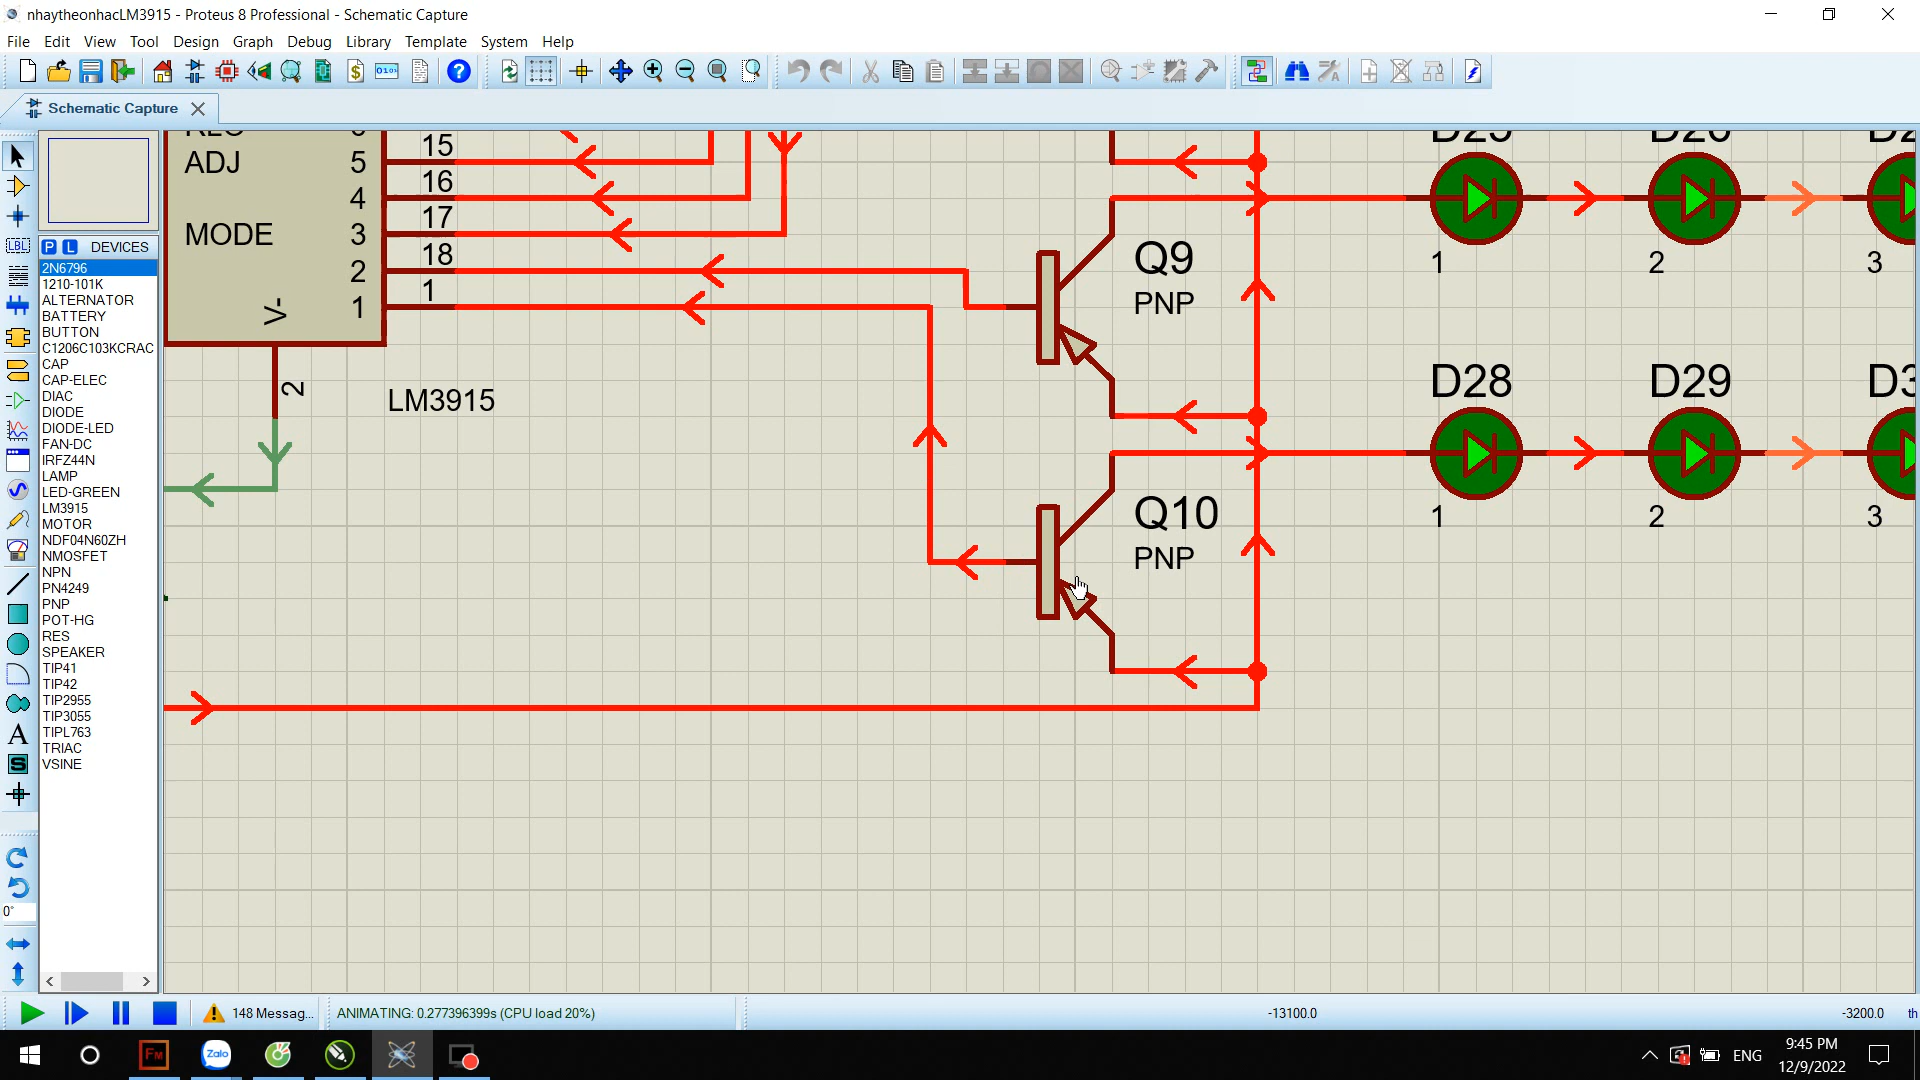 nhaytheonhacLM3915 - Proteus 8 Professional - Schematic Capture
File Edit View Tool Design Graph Debug Library Template System Help
Schematic Capture
ADJ
MODE
V-
5
4
3
2
1
15
16
17
18
1
2
LM3915
Q9
PNP
Q10
PNP
1
2
3
D28
D29
1
2
3
P L DEVICES
2N6796
1210-101K
ALTERNATOR
BATTERY
BUTTON
C1206C103KCRAC
CAP
CAP-ELEC
DIAC
DIODE
DIODE-LED
FAN-DC
IRFZ44N
LAMP
LED-GREEN
LM3915
MOTOR
NDF04N60ZH
NMOSFET
NPN
PN4249
PNP
POT-HG
RES
SPEAKER
TIP41
TIP42
TIP2955
TIP3055
TIPL763
TRIAC
VSINE
LBL
A
S
0°
148 Messag...
ANIMATING: 0.277396399s (CPU load 20%)
-13100.0
-3200.0
th
FM
Zalo
ENG
9:45 PM
12/9/2022